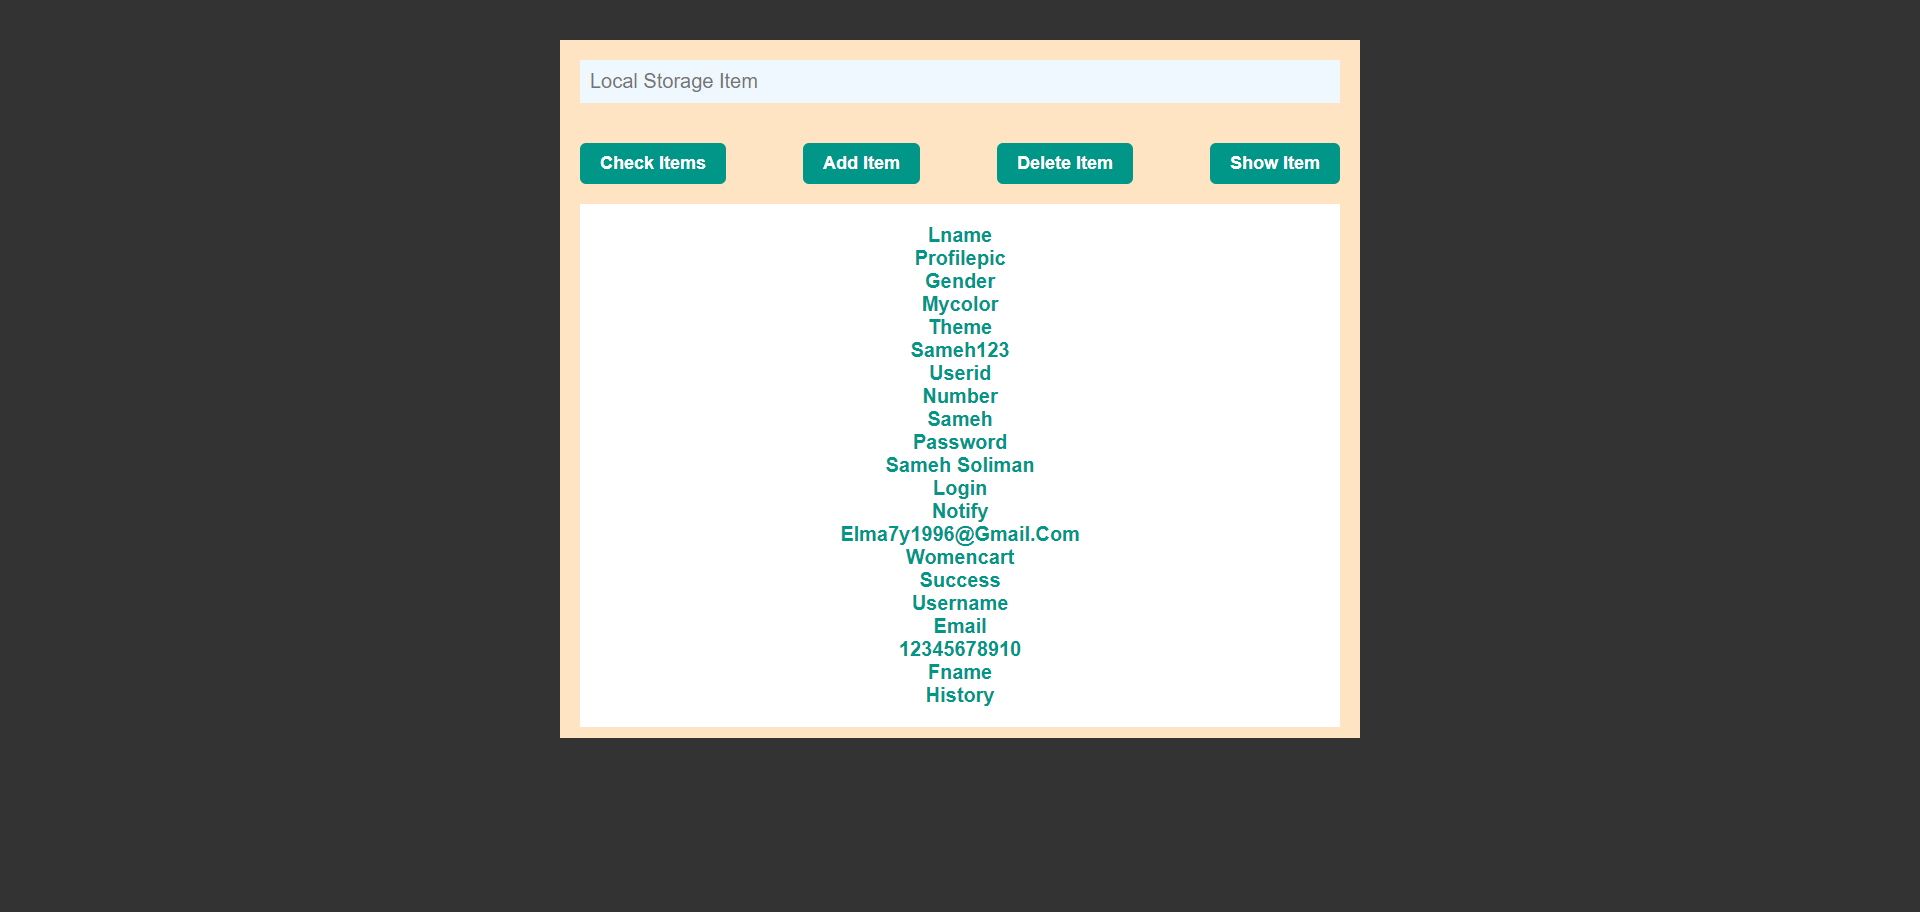 Local Storage Item
Check Items Add Item Delete Item Show Item
Lname
Profilepic
Gender
Mycolor
Theme
Sameh123
Userid
Number
Sameh
Password
Sameh Soliman
Login
Notify
Elma7y1996@Gmail.Com
Womencart
Success
Username
Email
12345678910
Fname
History